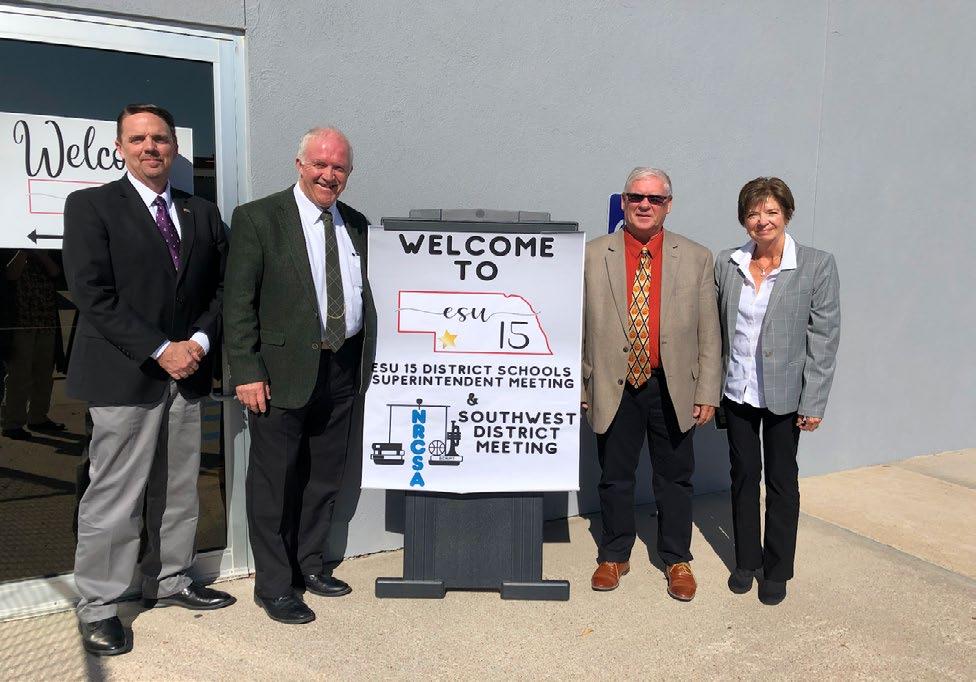 Welco
WELCOME
TO
esu
15
ESU 15 DISTRICT SCHOOLS
SUPERINTENDENT MEETING
&
NRCSA
SOUTHWEST
DISTRICT
MEETING